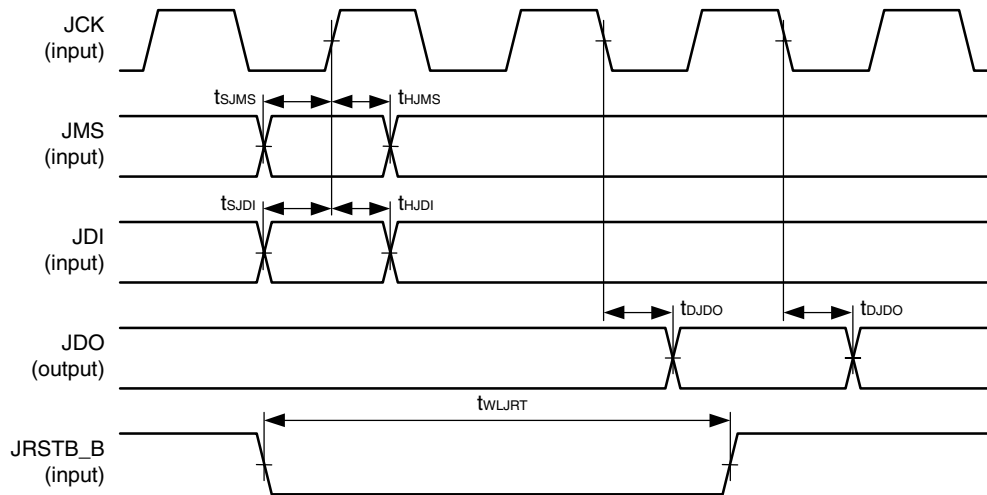 JCK
(input)
tSJMS
tHJMS
JMS
(input)
tSJDI
tHJDI
JDI
(input)
tDJDO
tDJDO
JDO
(output)
tWLJRT
JRSTB_B
(input)